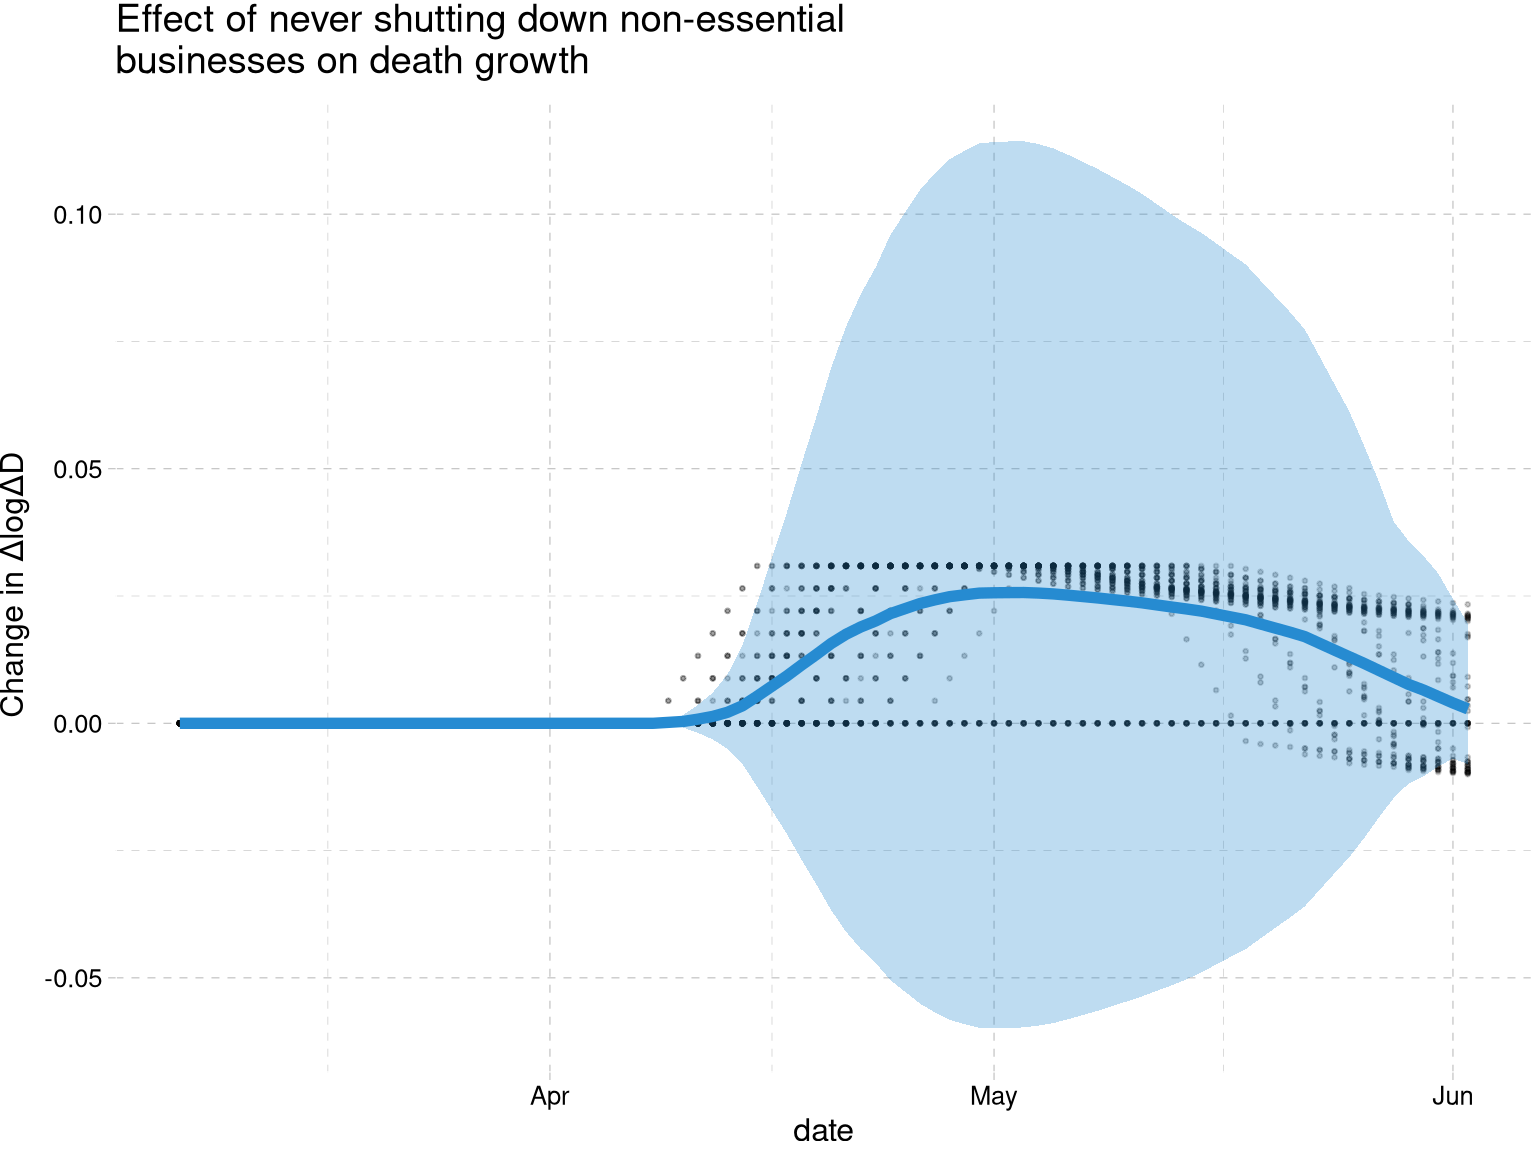 Effect of never shutting down non-essential
businesses on death growth
Change in ΔlogΔD
0.10
0.05
0.00
-0.05
Apr
May
Jun
date